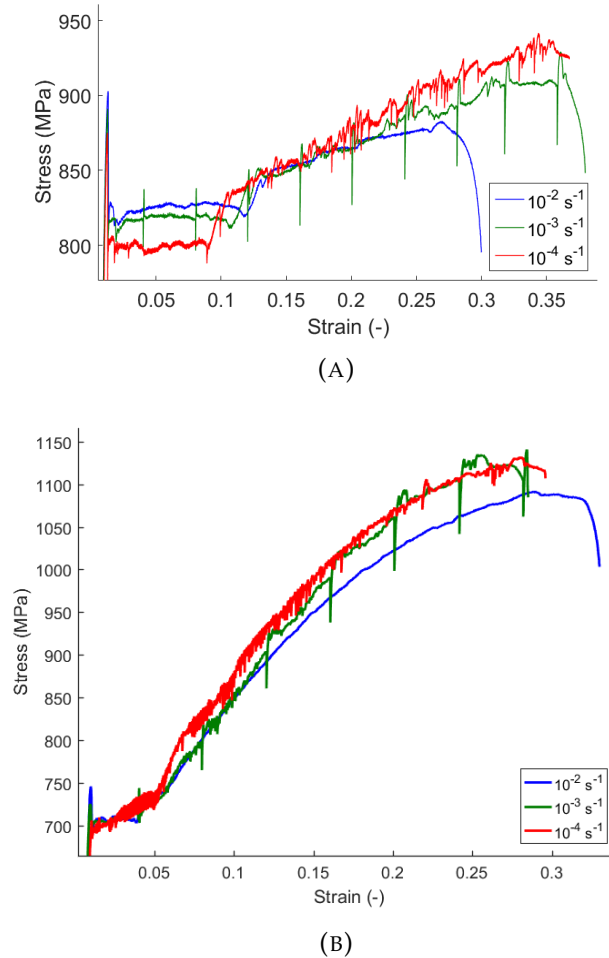 950
900
850
800
Stress (MPa)
10⁻² s⁻¹
10⁻³ s⁻¹
10⁻⁴ s⁻¹
0.05 0.1 0.15 0.2 0.25 0.3 0.35
Strain (-)
(A)
1150
1100
1050
1000
950
900
850
800
750
700
Stress (MPa)
10⁻² s⁻¹
10⁻³ s⁻¹
10⁻⁴ s⁻¹
0.05 0.1 0.15 0.2 0.25 0.3
Strain (-)
(B)